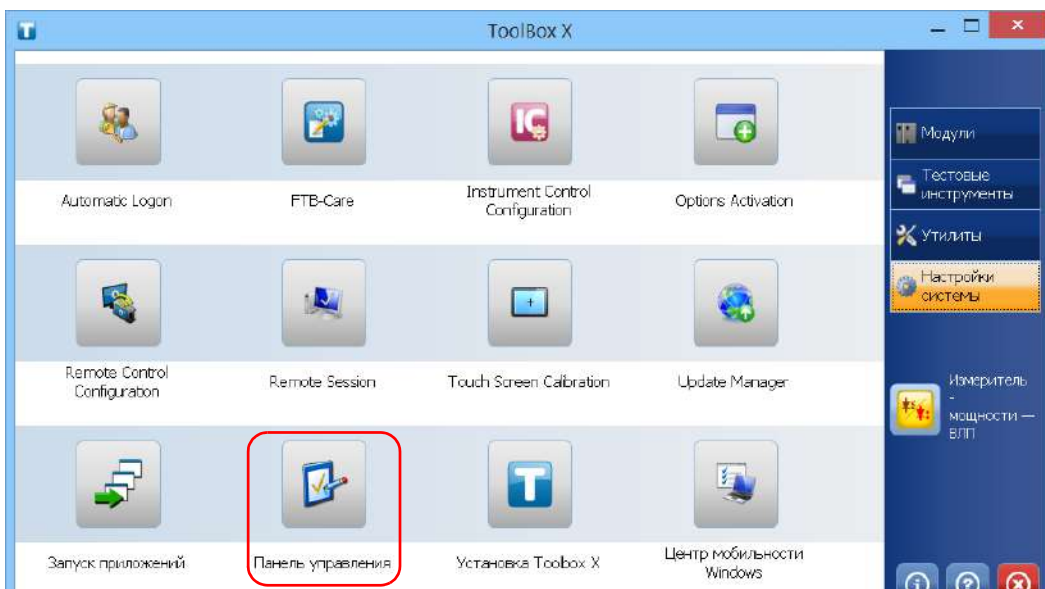 ToolBox X
Automatic Logon
FTB-Care
Instrument Control
Configuration
Options Activation
Remote Control
Configuration
Remote Session
Touch Screen Calibration
Update Manager
Запуск приложений
Панель управления
Установка Toolbox X
Центр мобильности
Windows
Модули
Тестовые
инструменты
Утилиты
Настройки
системы
Измеритель
-
мощности —
ВЛП